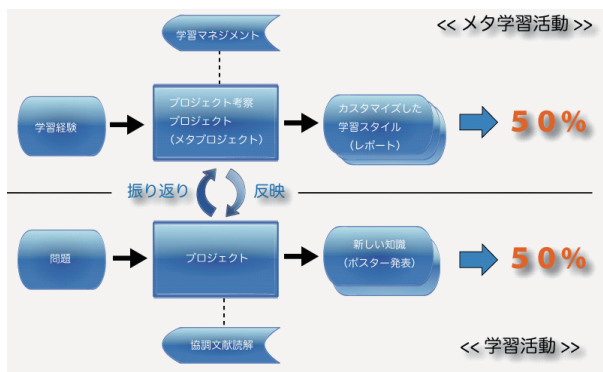 学習マネジメント
<< メタ学習活動 >>
学習経験
プロジェクト考察
プロジェクト
（メタプロジェクト）
カスタマイズした
学習スタイル
（レポート）
５０％
振り返り
反映
問題
プロジェクト
新しい知識
（ポスター発表）
５０％
協調文献読解
<< 学習活動 >>